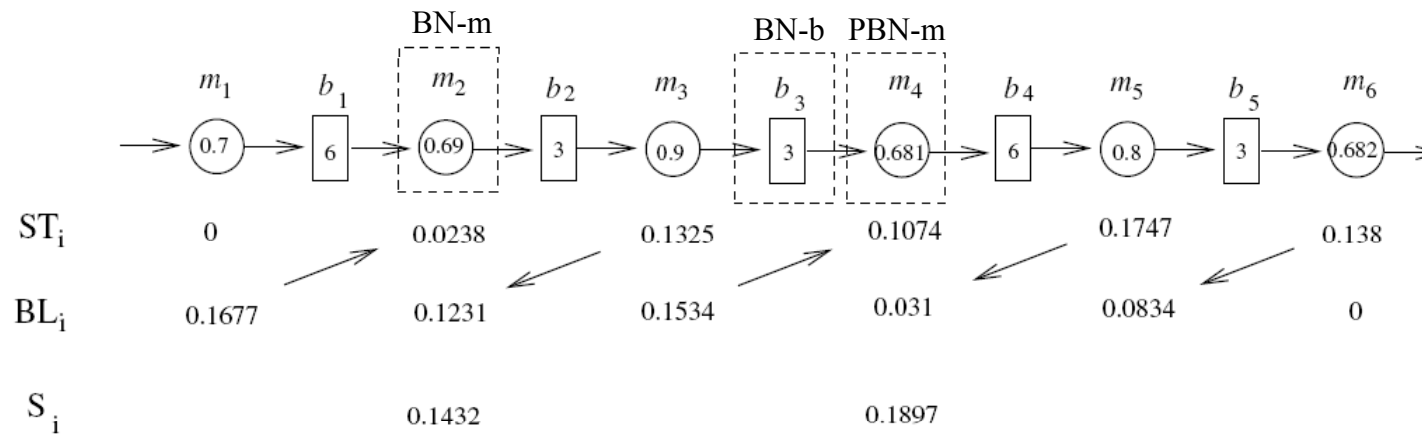 BN-m BN-b PBN-m
m1 b1 m2 b2 m3 b3 m4 b4 m5 b5 m6
0.7 6 0.69 3 0.9 3 0.681 6 0.8 3 0.682
STi 0 0.0238 0.1325 0.1074 0.1747 0.138
BLi 0.1677 0.1231 0.1534 0.031 0.0834 0
Si 0.1432 0.1897